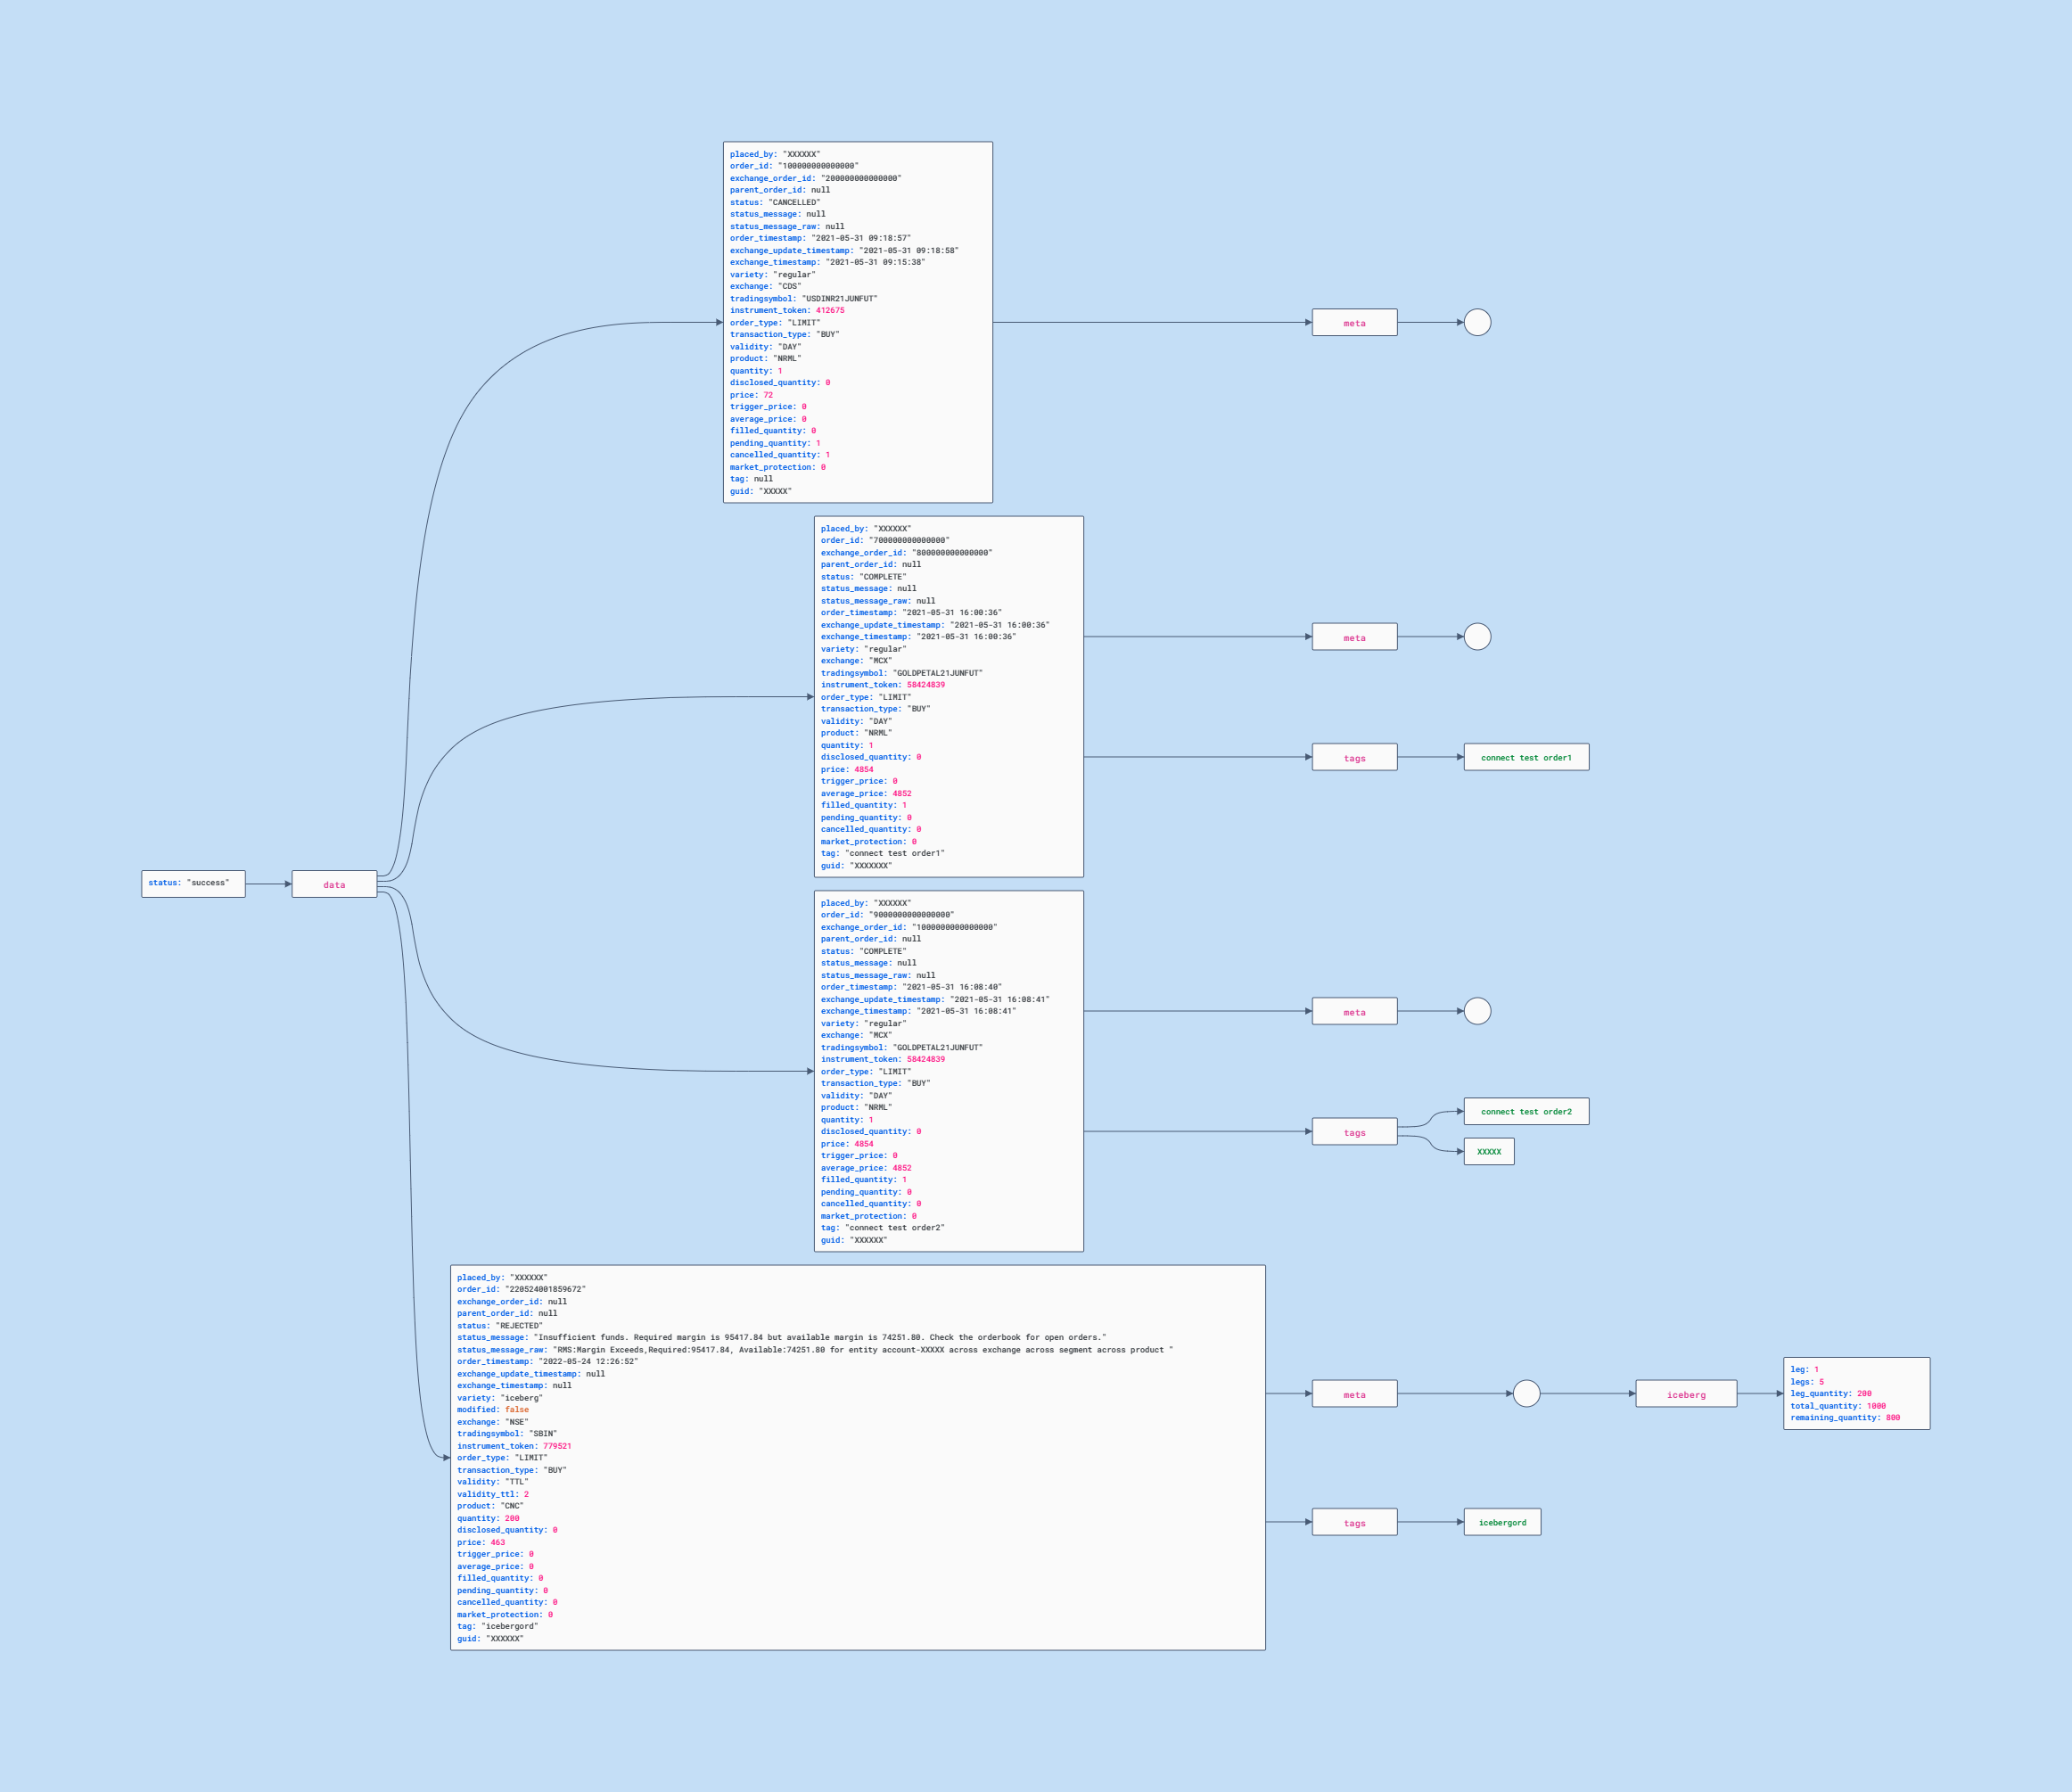 status: "success"
data
placed_by: "XXXXXX"
order_id: "100000000000000"
exchange_order_id: "200000000000000"
parent_order_id: null
status: "CANCELLED"
status_message: null
status_message_raw: null
order_timestamp: "2021-05-31 09:18:57"
exchange_update_timestamp: "2021-05-31 09:18:58"
exchange_timestamp: "2021-05-31 09:15:38"
variety: "regular"
exchange: "CDS"
tradingsymbol: "USDINR21JUNFUT"
instrument_token: 412675
order_type: "LIMIT"
transaction_type: "BUY"
validity: "DAY"
product: "NRML"
quantity: 1
disclosed_quantity: 0
price: 72
trigger_price: 0
average_price: 0
filled_quantity: 0
pending_quantity: 1
cancelled_quantity: 1
market_protection: 0
tag: null
guid: "XXXXX"
meta
placed_by: "XXXXXX"
order_id: "700000000000000"
exchange_order_id: "800000000000000"
parent_order_id: null
status: "COMPLETE"
status_message: null
status_message_raw: null
order_timestamp: "2021-05-31 16:00:36"
exchange_update_timestamp: "2021-05-31 16:00:36"
exchange_timestamp: "2021-05-31 16:00:36"
variety: "regular"
exchange: "MCX"
tradingsymbol: "GOLDPETAL21JUNFUT"
instrument_token: 58424839
order_type: "LIMIT"
transaction_type: "BUY"
validity: "DAY"
product: "NRML"
quantity: 1
disclosed_quantity: 0
price: 4854
trigger_price: 0
average_price: 4852
filled_quantity: 1
pending_quantity: 0
cancelled_quantity: 0
market_protection: 0
tag: "connect test order1"
guid: "XXXXXXX"
meta
tags
connect test order1
placed_by: "XXXXXX"
order_id: "9000000000000000"
exchange_order_id: "1000000000000000"
parent_order_id: null
status: "COMPLETE"
status_message: null
status_message_raw: null
order_timestamp: "2021-05-31 16:08:40"
exchange_update_timestamp: "2021-05-31 16:08:41"
exchange_timestamp: "2021-05-31 16:08:41"
variety: "regular"
exchange: "MCX"
tradingsymbol: "GOLDPETAL21JUNFUT"
instrument_token: 58424839
order_type: "LIMIT"
transaction_type: "BUY"
validity: "DAY"
product: "NRML"
quantity: 1
disclosed_quantity: 0
price: 4854
trigger_price: 0
average_price: 4852
filled_quantity: 1
pending_quantity: 0
cancelled_quantity: 0
market_protection: 0
tag: "connect test order2"
guid: "XXXXXX"
meta
tags
connect test order2
XXXXX
placed_by: "XXXXXX"
order_id: "220524001859672"
exchange_order_id: null
parent_order_id: null
status: "REJECTED"
status_message: "Insufficient funds. Required margin is 95417.84 but available margin is 74251.80. Check the orderbook for open orders."
status_message_raw: "RMS:Margin Exceeds,Required:95417.84, Available:74251.80 for entity account-XXXXX across exchange across segment across product "
order_timestamp: "2022-05-24 12:26:52"
exchange_update_timestamp: null
exchange_timestamp: null
variety: "iceberg"
modified: false
exchange: "NSE"
tradingsymbol: "SBIN"
instrument_token: 779521
order_type: "LIMIT"
transaction_type: "BUY"
validity: "TTL"
validity_ttl: 2
product: "CNC"
quantity: 200
disclosed_quantity: 0
price: 463
trigger_price: 0
average_price: 0
filled_quantity: 0
pending_quantity: 0
cancelled_quantity: 0
market_protection: 0
tag: "icebergord"
guid: "XXXXXX"
meta
iceberg
leg: 1
legs: 5
leg_quantity: 200
total_quantity: 1000
remaining_quantity: 800
tags
icebergord